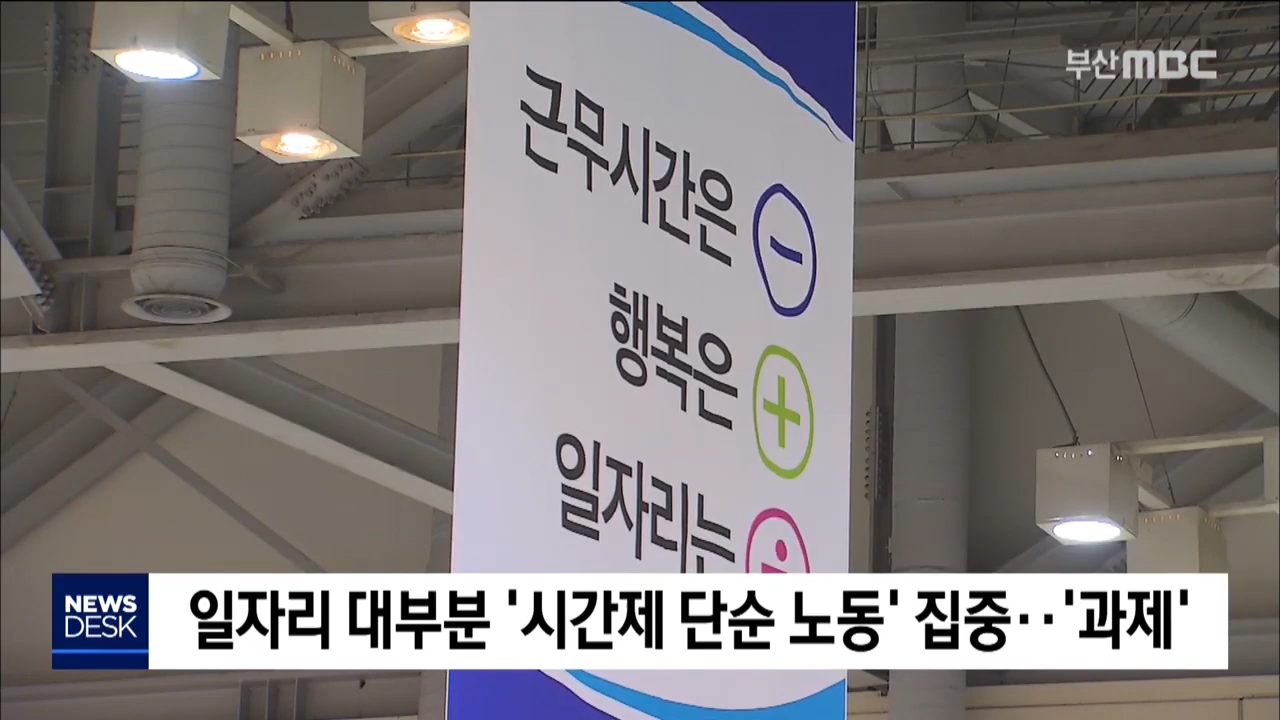 부산MBC
근무시간은 -
행복은 +
일자리는
NEWS DESK
일자리 대부분 '시간제 단순 노동' 집중··'과제'